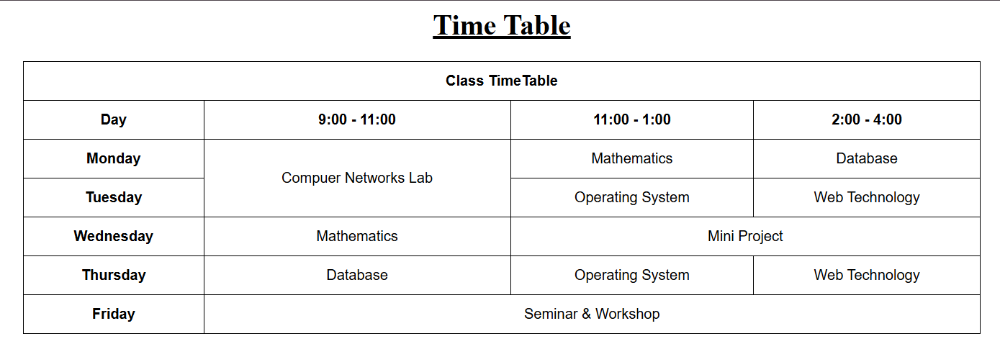 Time Table
Class TimeTable
Day 9:00 - 11:00 11:00 - 1:00 2:00 - 4:00
Monday Compuer Networks Lab Mathematics Database
Tuesday Operating System Web Technology
Wednesday Mathematics Mini Project
Thursday Database Operating System Web Technology
Friday Seminar & Workshop